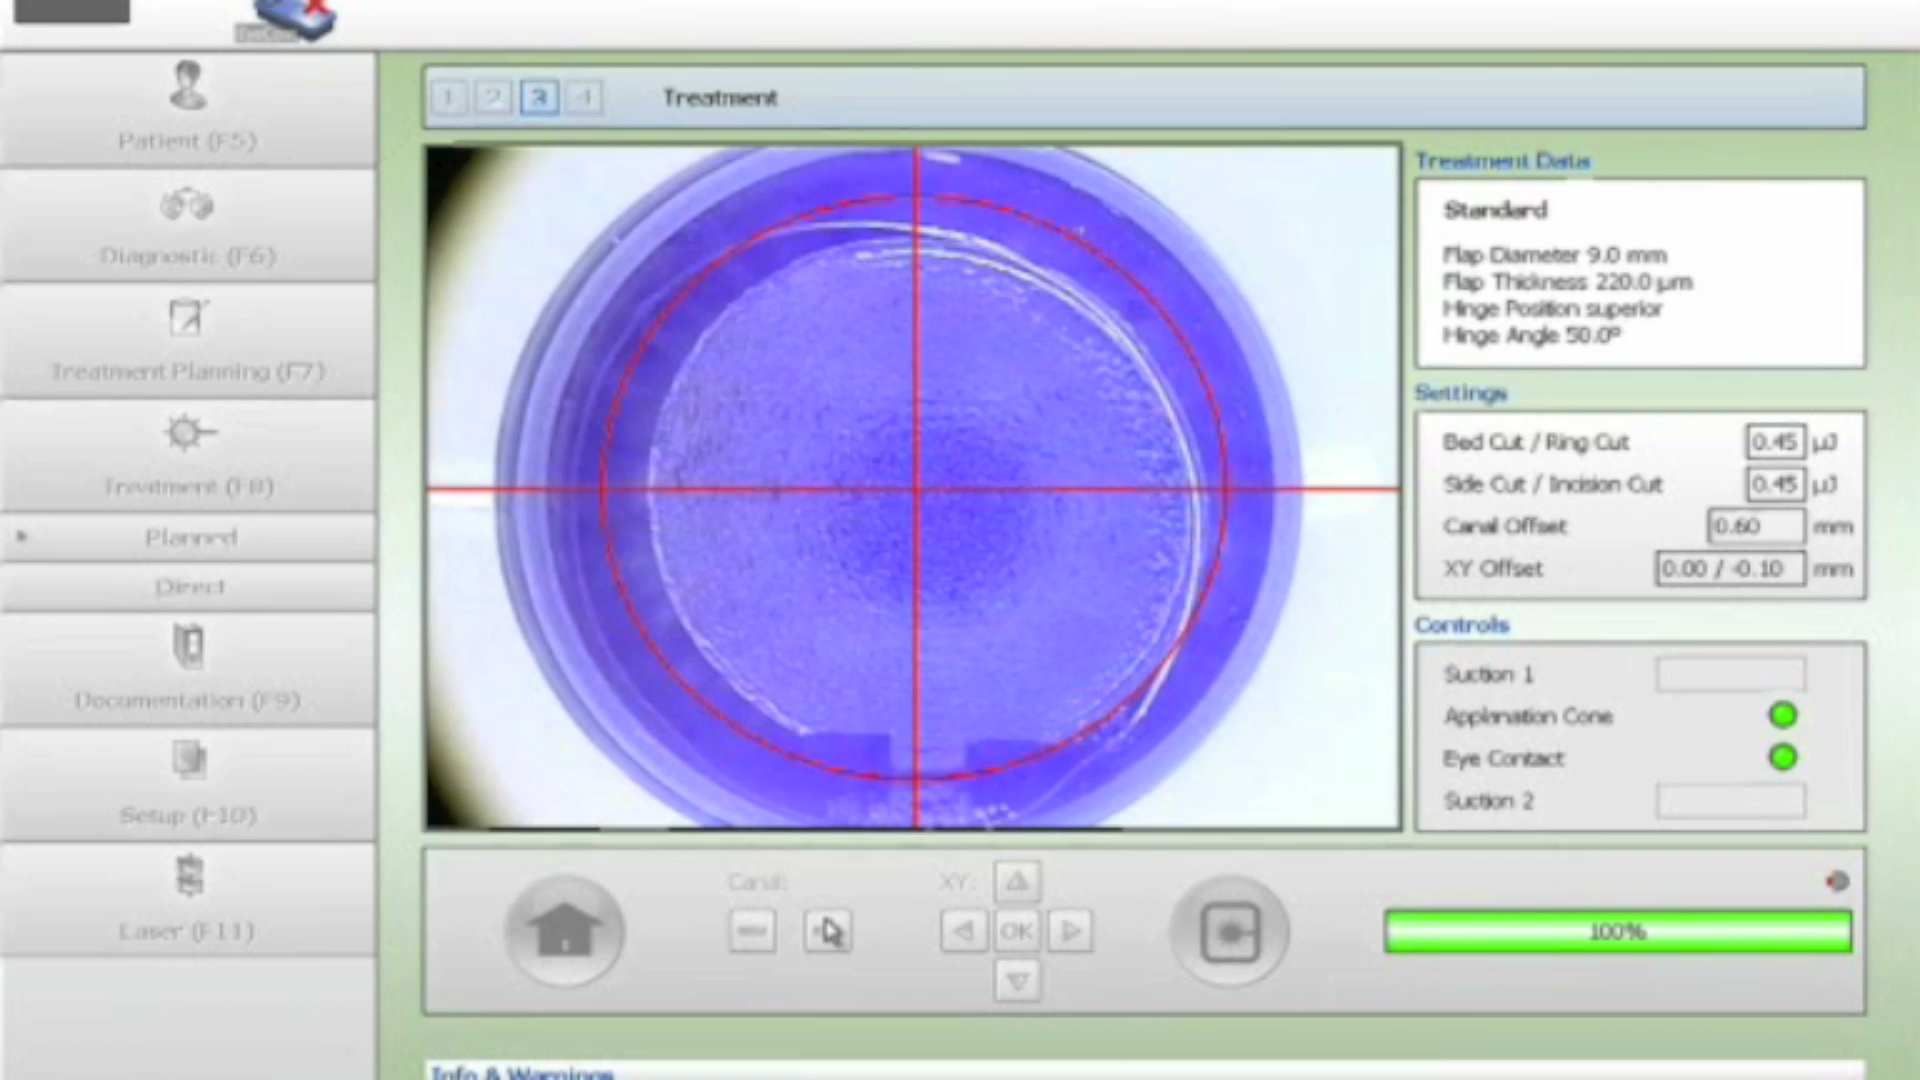 1 2 3 4 Treatment
Patient (F5)
Diagnostic (F6)
Treatment Planning (F7)
Treatment (F8)
Planned
Direct
Documentation (F9)
Setup (F10)
Laser (F11)
Treatment Data
Standard
Flap Diameter 9.0 mm
Flap Thickness 220.0 µm
Hinge Position superior
Hinge Angle 50.0°
Settings
Bed Cut / Ring Cut 0.45 µJ
Side Cut / Incision Cut 0.45 µJ
Canal Offset 0.60 mm
XY Offset 0.00 / -0.10 mm
Controls
Suction 1
Applanation Cone
Eye Contact
Suction 2
Canal:
XY:
OK
100%
Info & Warnings